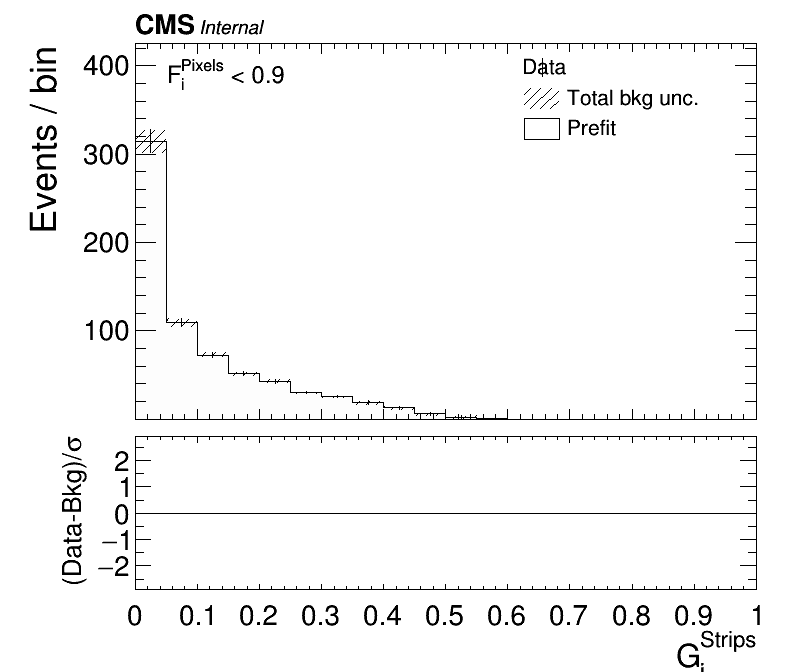 CMS Internal
F_i^Pixels < 0.9
Data
Total bkg unc.
Prefit
Events / bin
400
300
200
100
(Data-Bkg)/σ
2
1
0
−1
−2
0 0.1 0.2 0.3 0.4 0.5 0.6 0.7 0.8 0.9 1
G_i^Strips